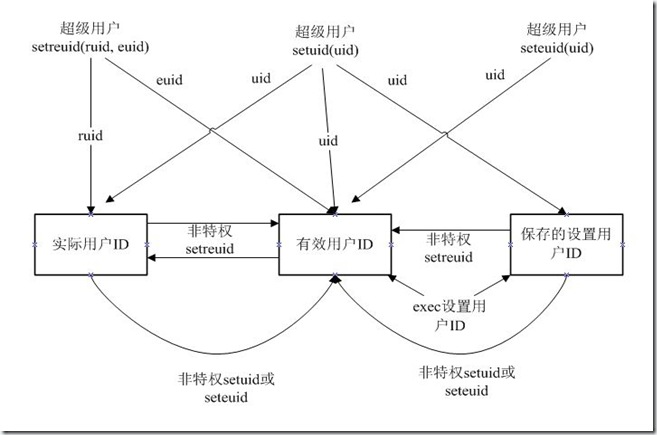 超级用户
setreuid(ruid, euid)
超级用户
setuid(uid)
超级用户
seteuid(uid)
euid
uid
uid
uid
ruid
uid
实际用户ID
非特权
setreuid
有效用户ID
非特权
setreuid
保存的设置用
户ID
exec设置用
户ID
非特权setuid或
seteuid
非特权setuid或
seteuid